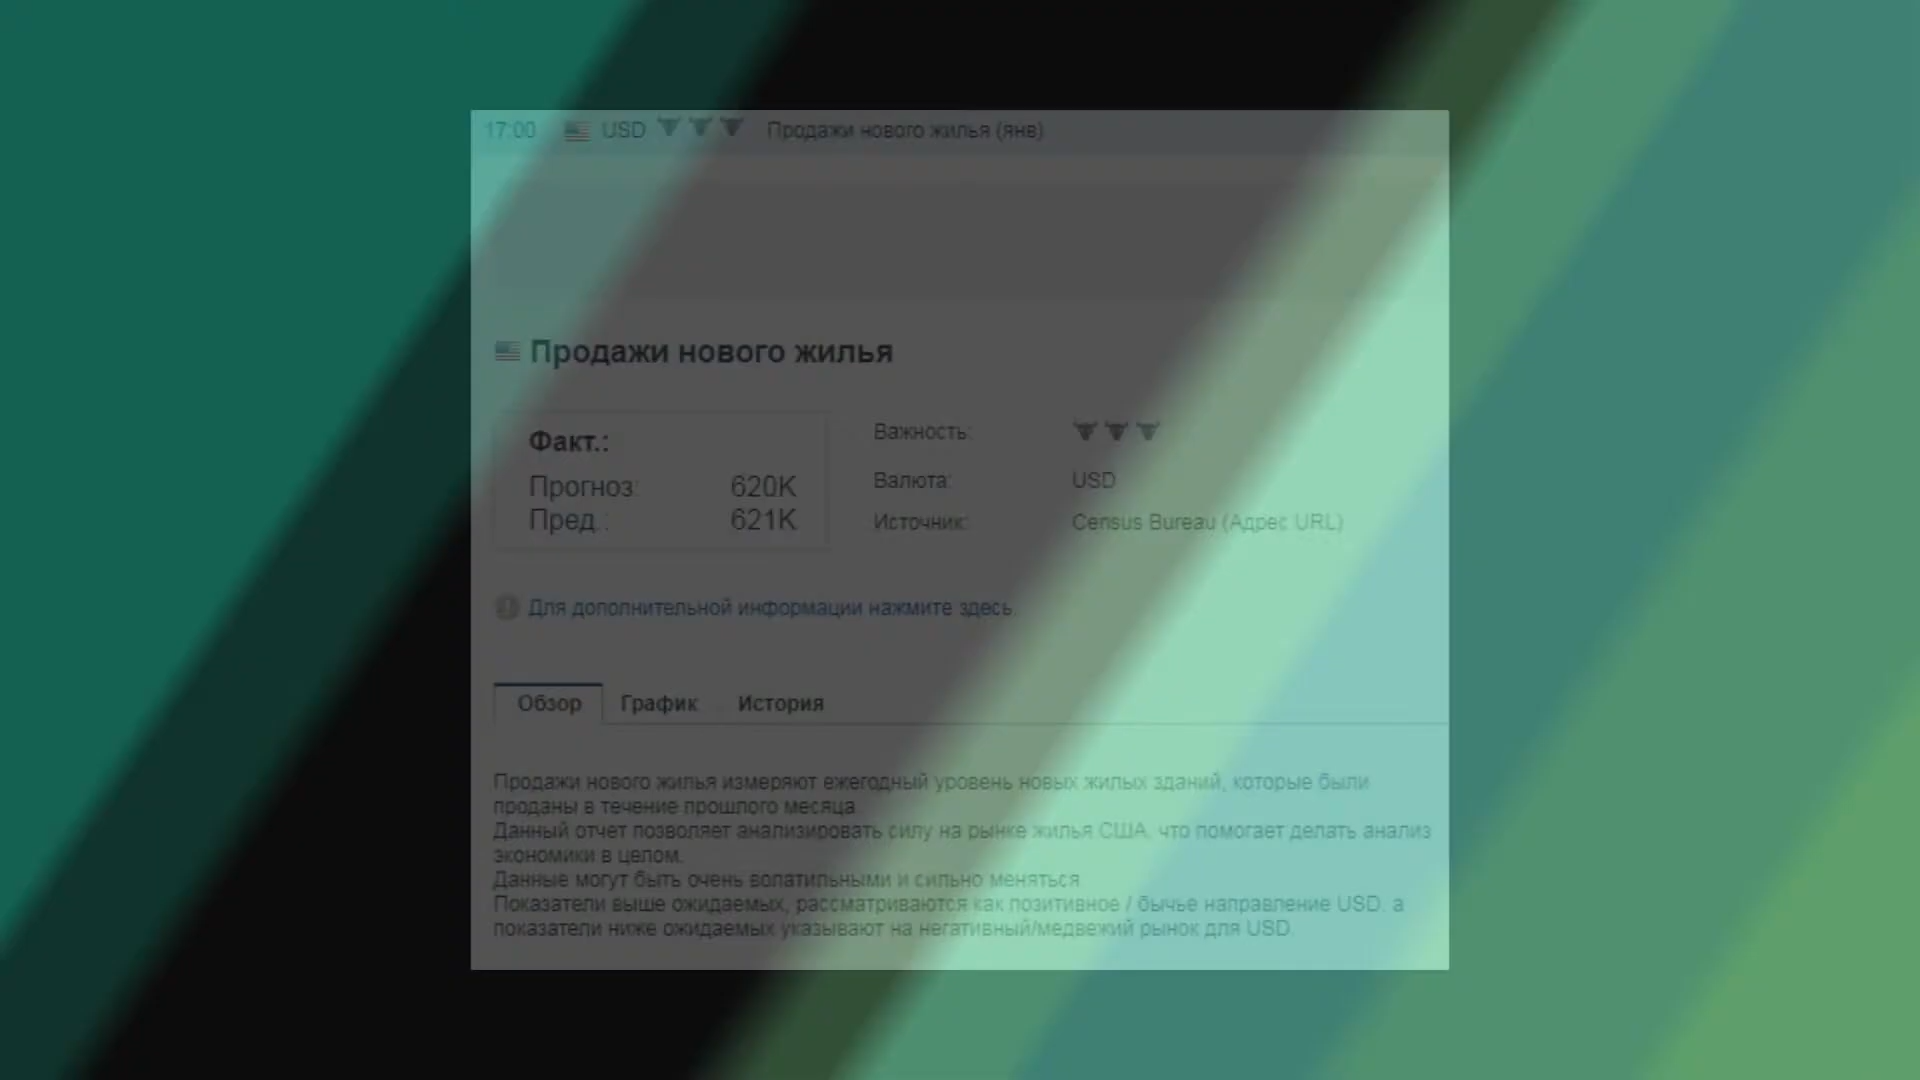 17:00 USD Продажи нового жилья (янв)
Продажи нового жилья
Факт.:
Прогноз: 620K
Пред.: 621K
Важность:
Валюта: USD
Источник: Census Bureau (Адрес URL)
Для дополнительной информации нажмите здесь.
Обзор График История
Продажи нового жилья измеряют ежегодный уровень новых жилых зданий, которые были
проданы в течение прошлого месяца.
Данный отчет позволяет анализировать силу на рынке жилья США, что помогает делать анализ
экономики в целом.
Данные могут быть очень волатильными и сильно меняться.
Показатели выше ожидаемых, рассматриваются как позитивное / бычье направление USD, а
показатели ниже ожидаемых указывают на негативный/медвежий рынок для USD.